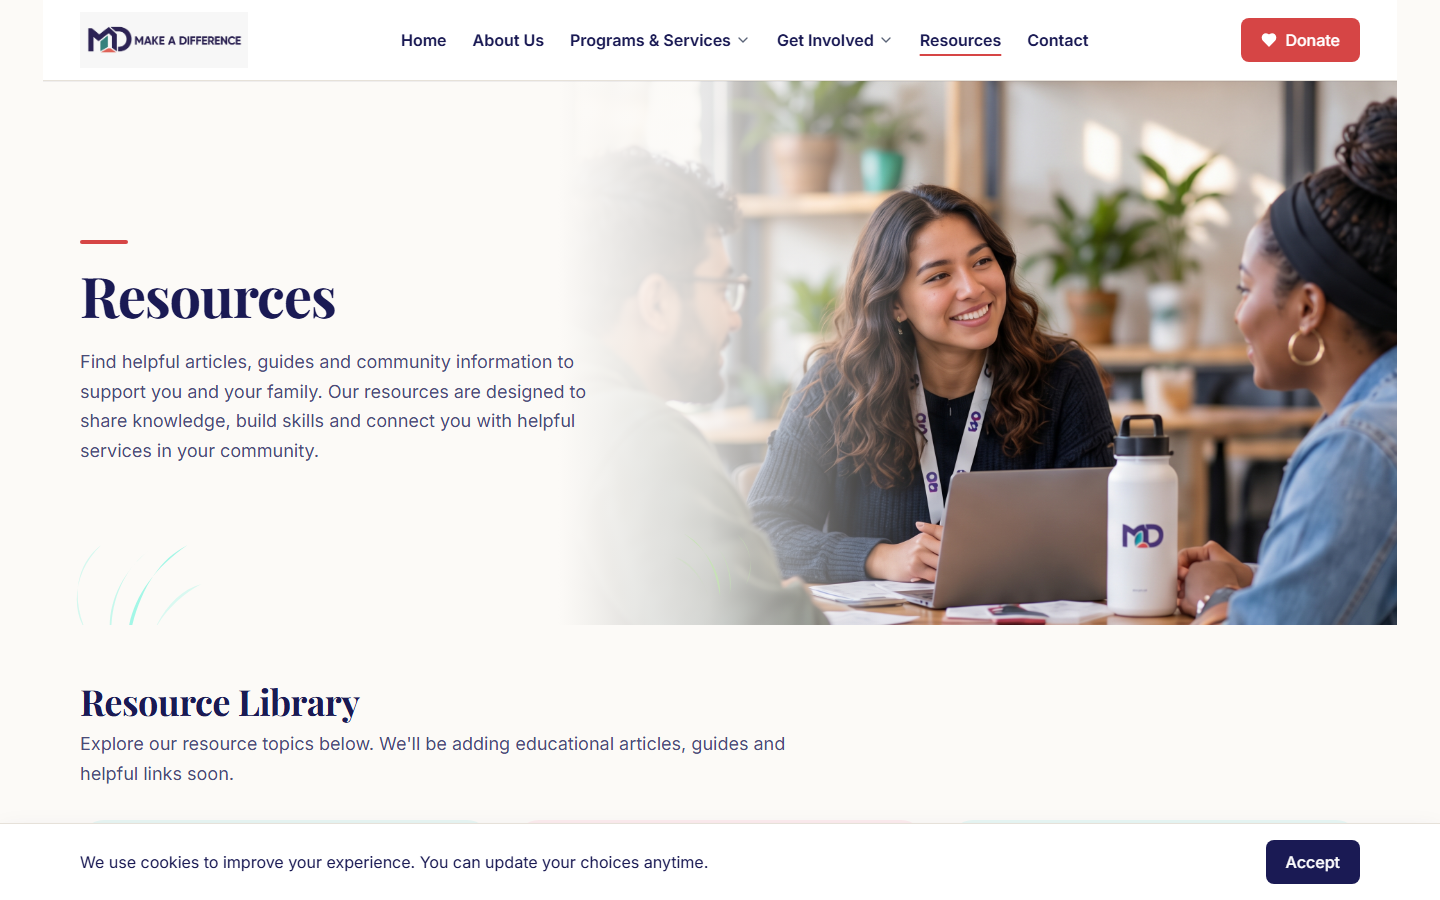 MD MAKE A DIFFERENCE
Home
About Us
Programs & Services
Get Involved
Resources
Contact
Donate
Resources
Find helpful articles, guides and community information to
support you and your family. Our resources are designed to
share knowledge, build skills and connect you with helpful
services in your community.
MD
Resource Library
Explore our resource topics below. We'll be adding educational articles, guides and
helpful links soon.
We use cookies to improve your experience. You can update your choices anytime.
Accept